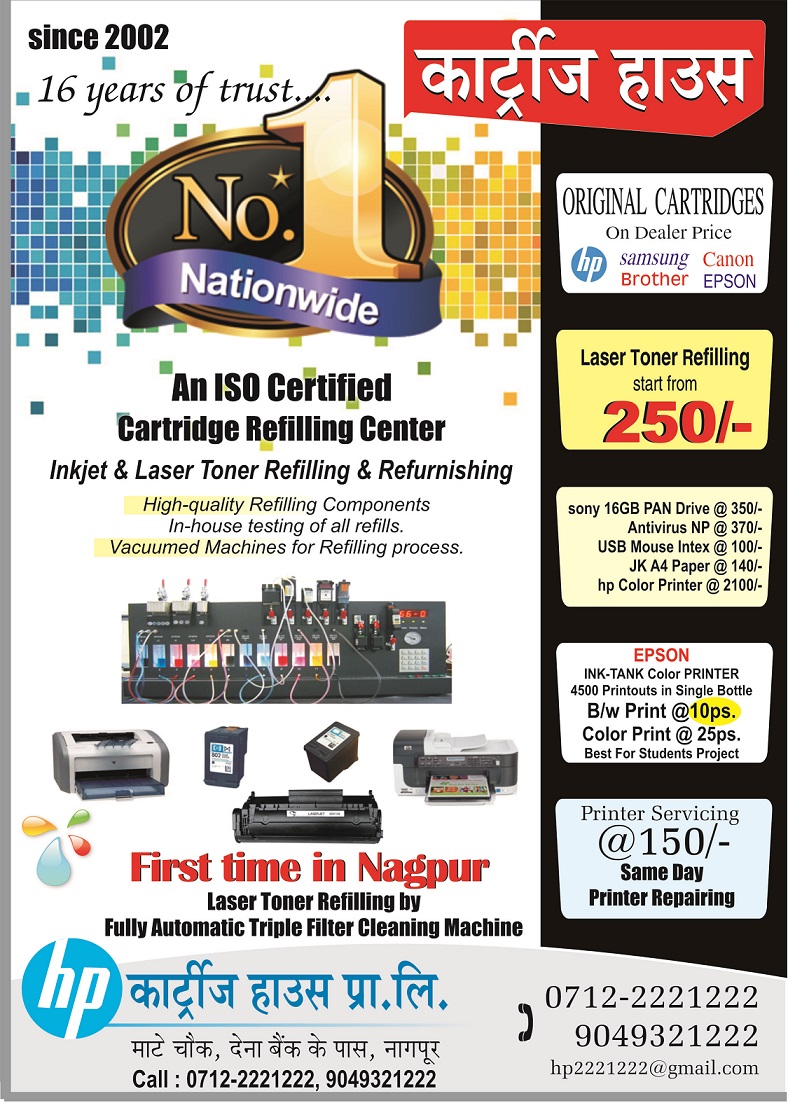 since 2002
16 years of trust....
No.1
Nationwide
An ISO Certified
Cartridge Refilling Center
Inkjet & Laser Toner Refilling & Refurnishing
High-quality Refilling Components
In-house testing of all refills.
Vacuumed Machines for Refilling process.
First time in Nagpur
Laser Toner Refilling by
Fully Automatic Triple Filter Cleaning Machine
कार्ट्रीज हाउस
ORIGINAL CARTRIDGES
On Dealer Price
hp samsung Canon
Brother EPSON
Laser Toner Refilling
start from
250/-
sony 16GB PAN Drive @ 350/-
Antivirus NP @ 370/-
USB Mouse Intex @ 100/-
JK A4 Paper @ 140/-
hp Color Printer @ 2100/-
EPSON
INK-TANK Color PRINTER
4500 Printouts in Single Bottle
B/w Print @10ps.
Color Print @ 25ps.
Best For Students Project
Printer Servicing
@150/-
Same Day
Printer Repairing
hp कार्ट्रीज हाउस प्रा.लि.
माटे चौक, देना बैंक के पास, नागपूर
Call : 0712-2221222, 9049321222
0712-2221222
9049321222
hp2221222@gmail.com